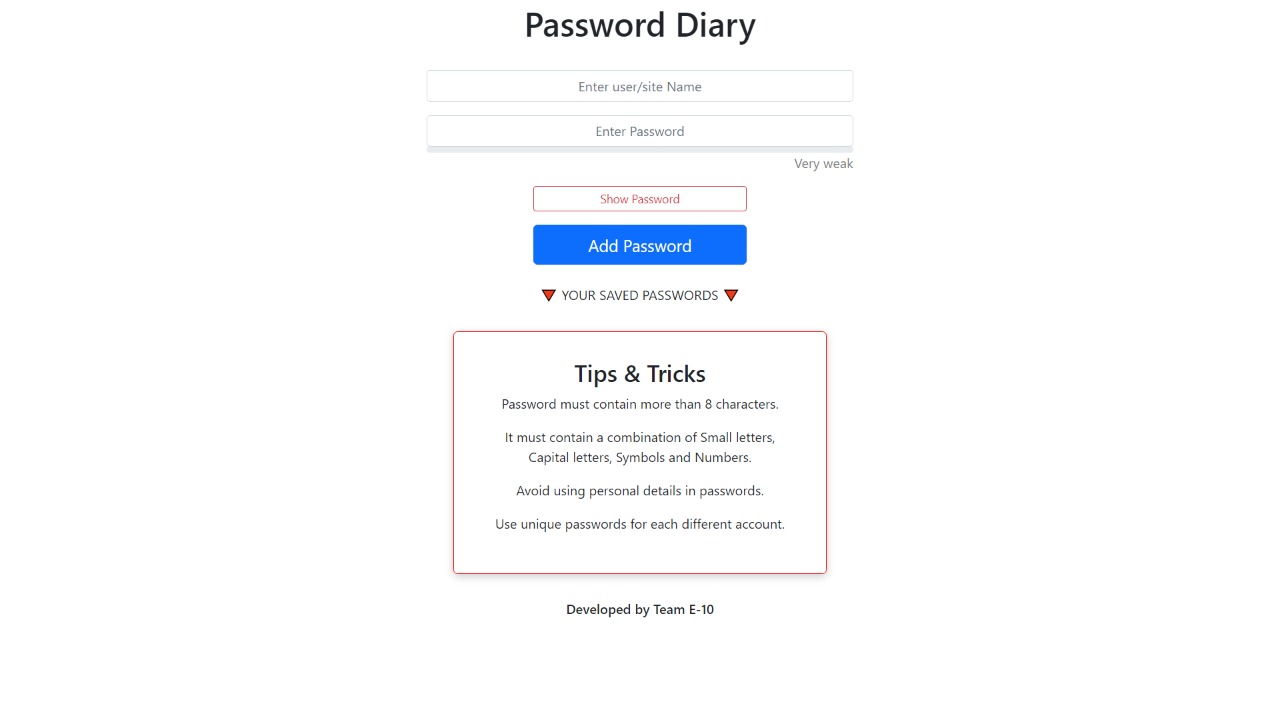 Password Diary
Enter user/site Name
Enter Password
Very weak
Show Password
Add Password
🔻 YOUR SAVED PASSWORDS 🔻
Tips & Tricks
Password must contain more than 8 characters.
It must contain a combination of Small letters,
Capital letters, Symbols and Numbers.
Avoid using personal details in passwords.
Use unique passwords for each different account.
Developed by Team E-10